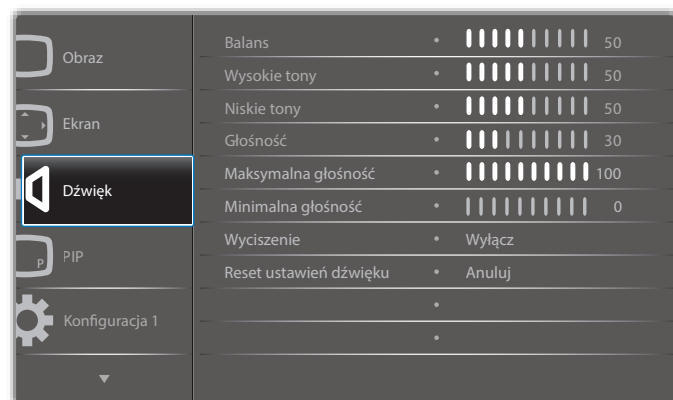 Obraz
Ekran
Dźwięk
P
PIP
Konfiguracja 1
Balans • 50
Wysokie tony • 50
Niskie tony • 50
Głośność • 30
Maksymalna głośność • 100
Minimalna głośność • 0
Wyciszenie • Wyłącz
Reset ustawień dźwięku • Anuluj
•
•